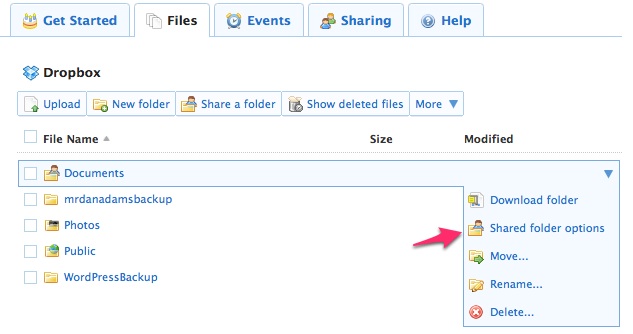 Get Started Files Events Sharing Help
Dropbox
Upload New folder Share a folder Show deleted files More
File Name Size Modified
Documents
Download folder
mrdanadamsbackup
Shared folder options
Photos
Move...
Public
Rename...
WordPressBackup
Delete...